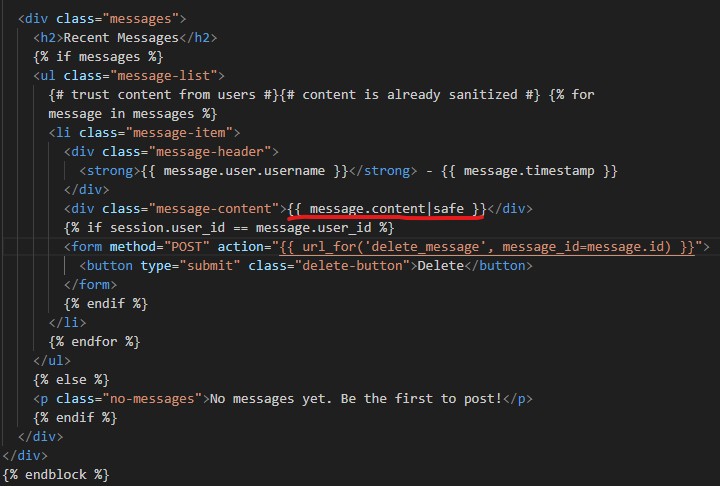 <div class="messages">
<h2>Recent Messages</h2>
{% if messages %}
<ul class="message-list">
{# trust content from users #}{# content is already sanitized #} {% for
message in messages %}
<li class="message-item">
<div class="message-header">
<strong>{{ message.user.username }}</strong> - {{ message.timestamp }}
</div>
<div class="message-content">{{ message.content|safe }}</div>
{% if session.user_id == message.user_id %}
<form method="POST" action="{{ url_for('delete_message', message_id=message.id) }}">
<button type="submit" class="delete-button">Delete</button>
</form>
{% endif %}
</li>
{% endfor %}
</ul>
{% else %}
<p class="no-messages">No messages yet. Be the first to post!</p>
{% endif %}
</div>
</div>
{% endblock %}